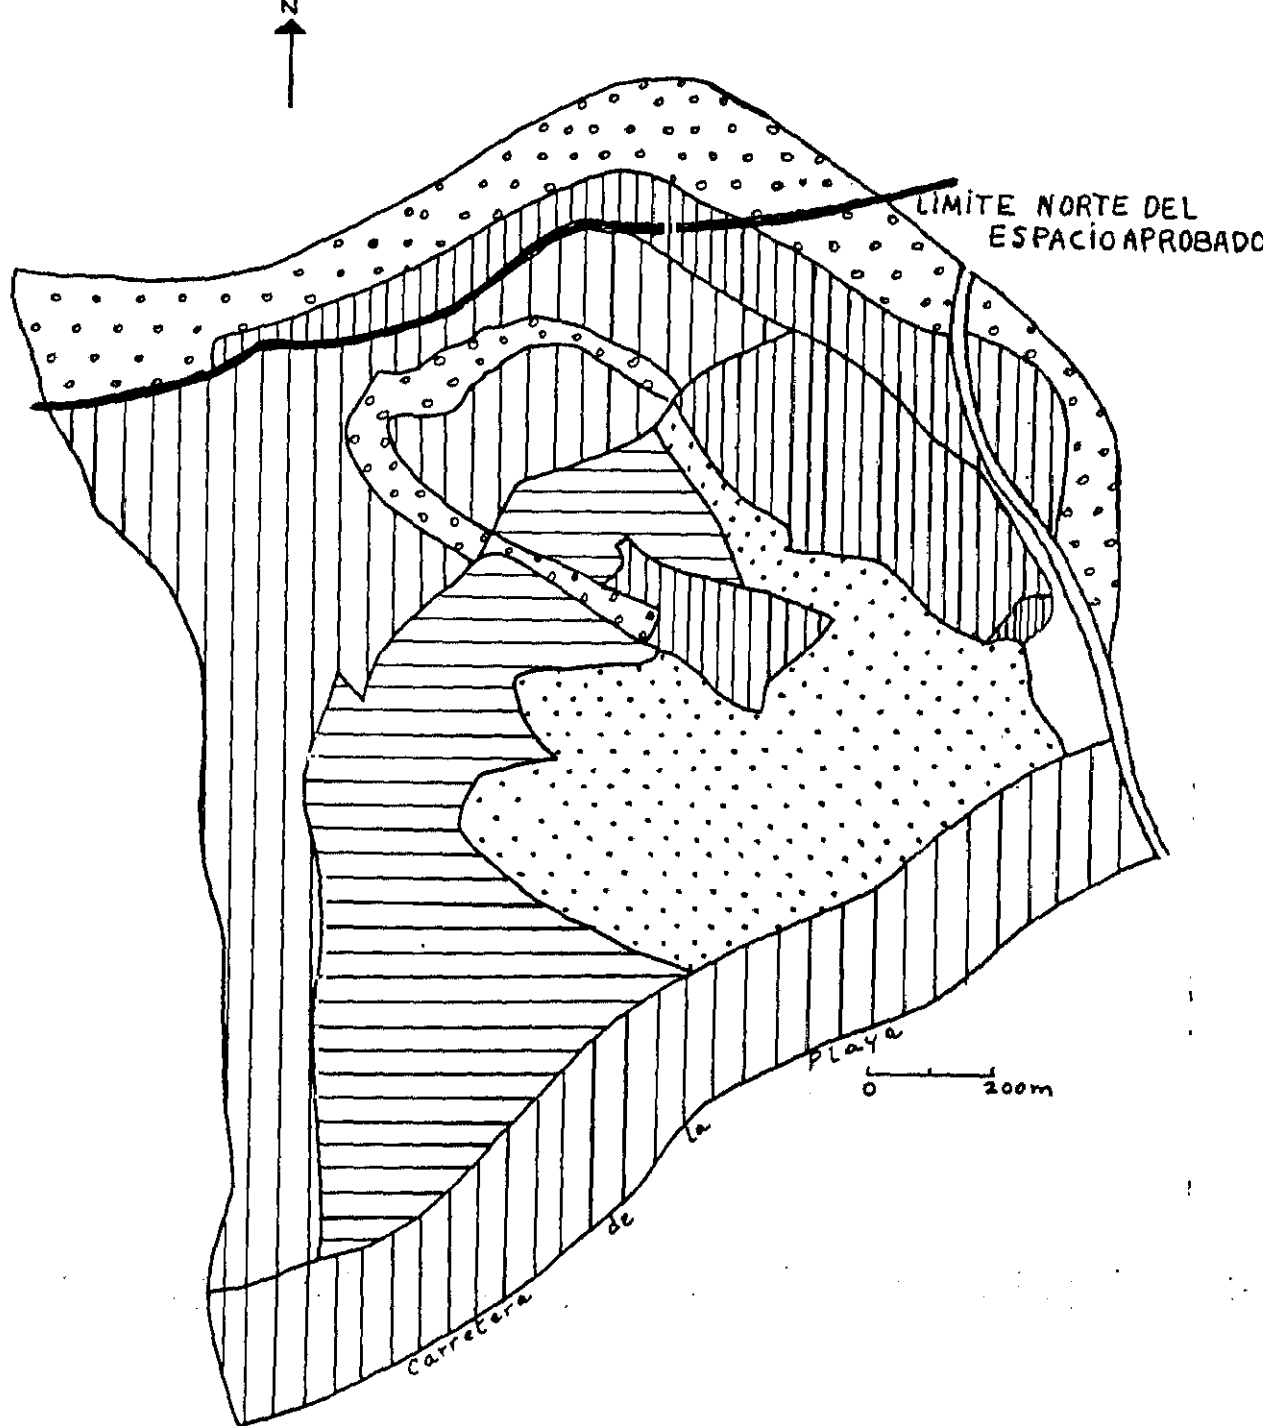 N
LIMITE NORTE DEL
ESPACIO APROBADO
Playa
0 200m
la
de
Carretera